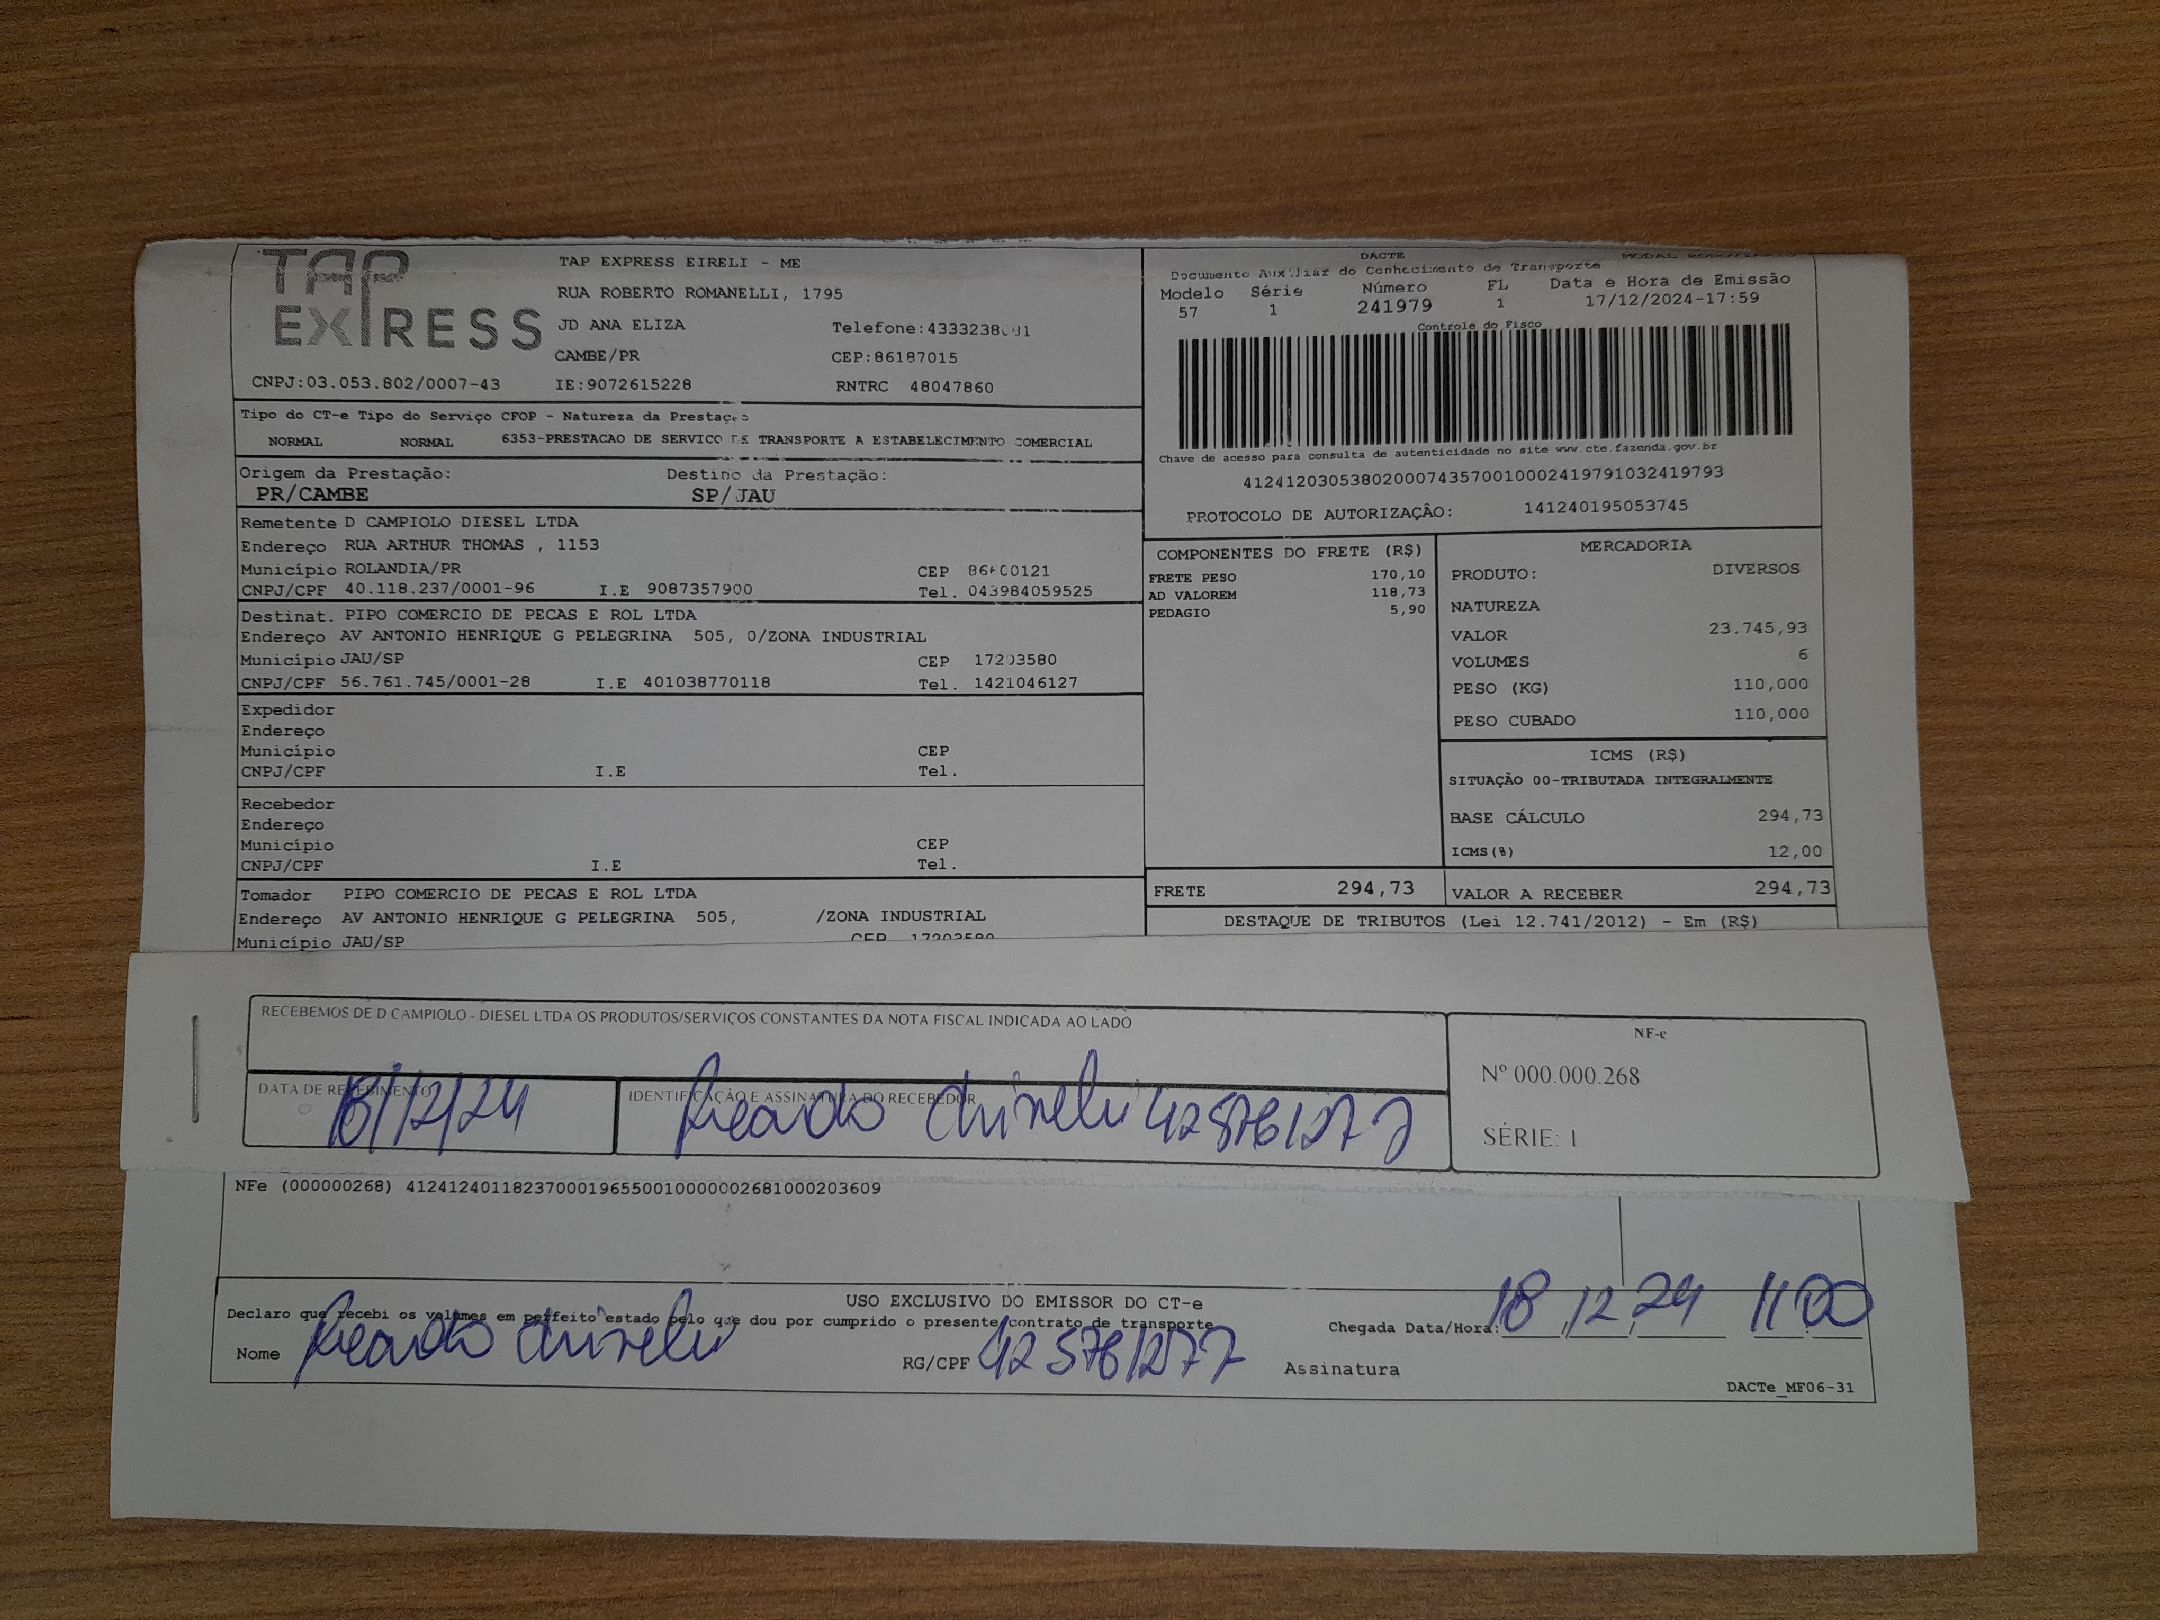 TAP EXPRESS
TAP EXPRESS EIRELI - ME
RUA ROBERTO ROMANELLI, 1795
JD ANA ELIZA Telefone:4333238
CAMBE/PR CEP:86187015
CNPJ:03.053.802/0007-43 IE:9072615228 RNTRC 48047860
DACTE
Documento Auxiliar do Conhecimento de Transporte
Modelo Série Número FL Data e Hora de Emissão
57 1 241979 1 17/12/2024-17:59
Controle do Fisco
Chave de acesso para consulta de autenticidade no site www.cte.fazenda.gov.br
41241203053802000743570010002419791032419793
PROTOCOLO DE AUTORIZAÇÃO: 141240195053745
Tipo do CT-e Tipo do Serviço CFOP - Natureza da Prestação
NORMAL NORMAL 6353-PRESTACAO DE SERVICO DE TRANSPORTE A ESTABELECIMENTO COMERCIAL
Origem da Prestação: Destino da Prestação:
PR/CAMBE SP/JAU
Remetente D CAMPIOLO DIESEL LTDA
Endereço RUA ARTHUR THOMAS , 1153
Município ROLANDIA/PR CEP
CNPJ/CPF 40.118.237/0001-96 I.E 9087357900 Tel. 043984059525
Destinat. PIPO COMERCIO DE PECAS E ROL LTDA
Endereço AV ANTONIO HENRIQUE G PELEGRINA 505, 0/ZONA INDUSTRIAL
Município JAU/SP CEP 17203580
CNPJ/CPF 56.761.745/0001-28 I.E 401038770118 Tel. 1421046127
Expedidor
Endereço
Município CEP
CNPJ/CPF I.E Tel.
Recebedor
Endereço
Município CEP
CNPJ/CPF I.E Tel.
Tomador PIPO COMERCIO DE PECAS E ROL LTDA
Endereço AV ANTONIO HENRIQUE G PELEGRINA 505, /ZONA INDUSTRIAL
Município JAU/SP CEP 17203580
COMPONENTES DO FRETE (R$)
FRETE PESO 170,10
AD VALOREM 118,73
PEDAGIO 5,90
FRETE 294,73
MERCADORIA
PRODUTO: DIVERSOS
NATUREZA
VALOR 23.745,93
VOLUMES 6
PESO (KG) 110,000
PESO CUBADO 110,000
ICMS (R$)
SITUAÇÃO 00-TRIBUTADA INTEGRALMENTE
BASE CÁLCULO 294,73
ICMS(%) 12,00
VALOR A RECEBER 294,73
DESTAQUE DE TRIBUTOS (Lei 12.741/2012) - Em (R$)
RECEBEMOS DE D CAMPIOLO - DIESEL LTDA OS PRODUTOS/SERVIÇOS CONSTANTES DA NOTA FISCAL INDICADA AO LADO
DATA DE RECEBIMENTO
18/12/24
IDENTIFICAÇÃO E ASSINATURA DO RECEBEDOR
NF-e
Nº 000.000.268
SÉRIE: 1
NFe (000000268) 41241240118237000196550010000002681000203609
USO EXCLUSIVO DO EMISSOR DO CT-e
Declaro que recebi os volumes em perfeito estado pelo que dou por cumprido o presente contrato de transporte
Chegada Data/Hora: 18 12 24 11 00
Nome
RG/CPF
Assinatura
DACTe_MF06-31